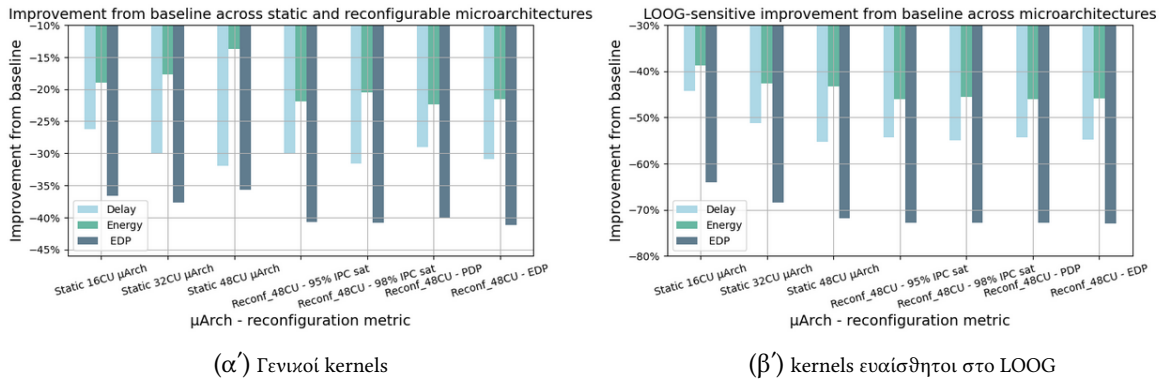 Improvement from baseline across static and reconfigurable microarchitectures
Improvement from baseline
−10%
−15%
−20%
−25%
−30%
−35%
−40%
−45%
Delay
Energy
EDP
Static 16CU μArch
Static 32CU μArch
Static 48CU μArch
Reconf_48CU - 95% IPC sat
Reconf_48CU - 98% IPC sat
Reconf_48CU - PDP
Reconf_48CU - EDP
μArch - reconfiguration metric
(αʹ) Γενικοί kernels
LOOG-sensitive improvement from baseline across microarchitectures
Improvement from baseline
−30%
−40%
−50%
−60%
−70%
−80%
Delay
Energy
EDP
Static 16CU μArch
Static 32CU μArch
Static 48CU μArch
Reconf_48CU - 95% IPC sat
Reconf_48CU - 98% IPC sat
Reconf_48CU - PDP
Reconf_48CU - EDP
μArch - reconfiguration metric
(βʹ) kernels ευαίσθητοι στο LOOG